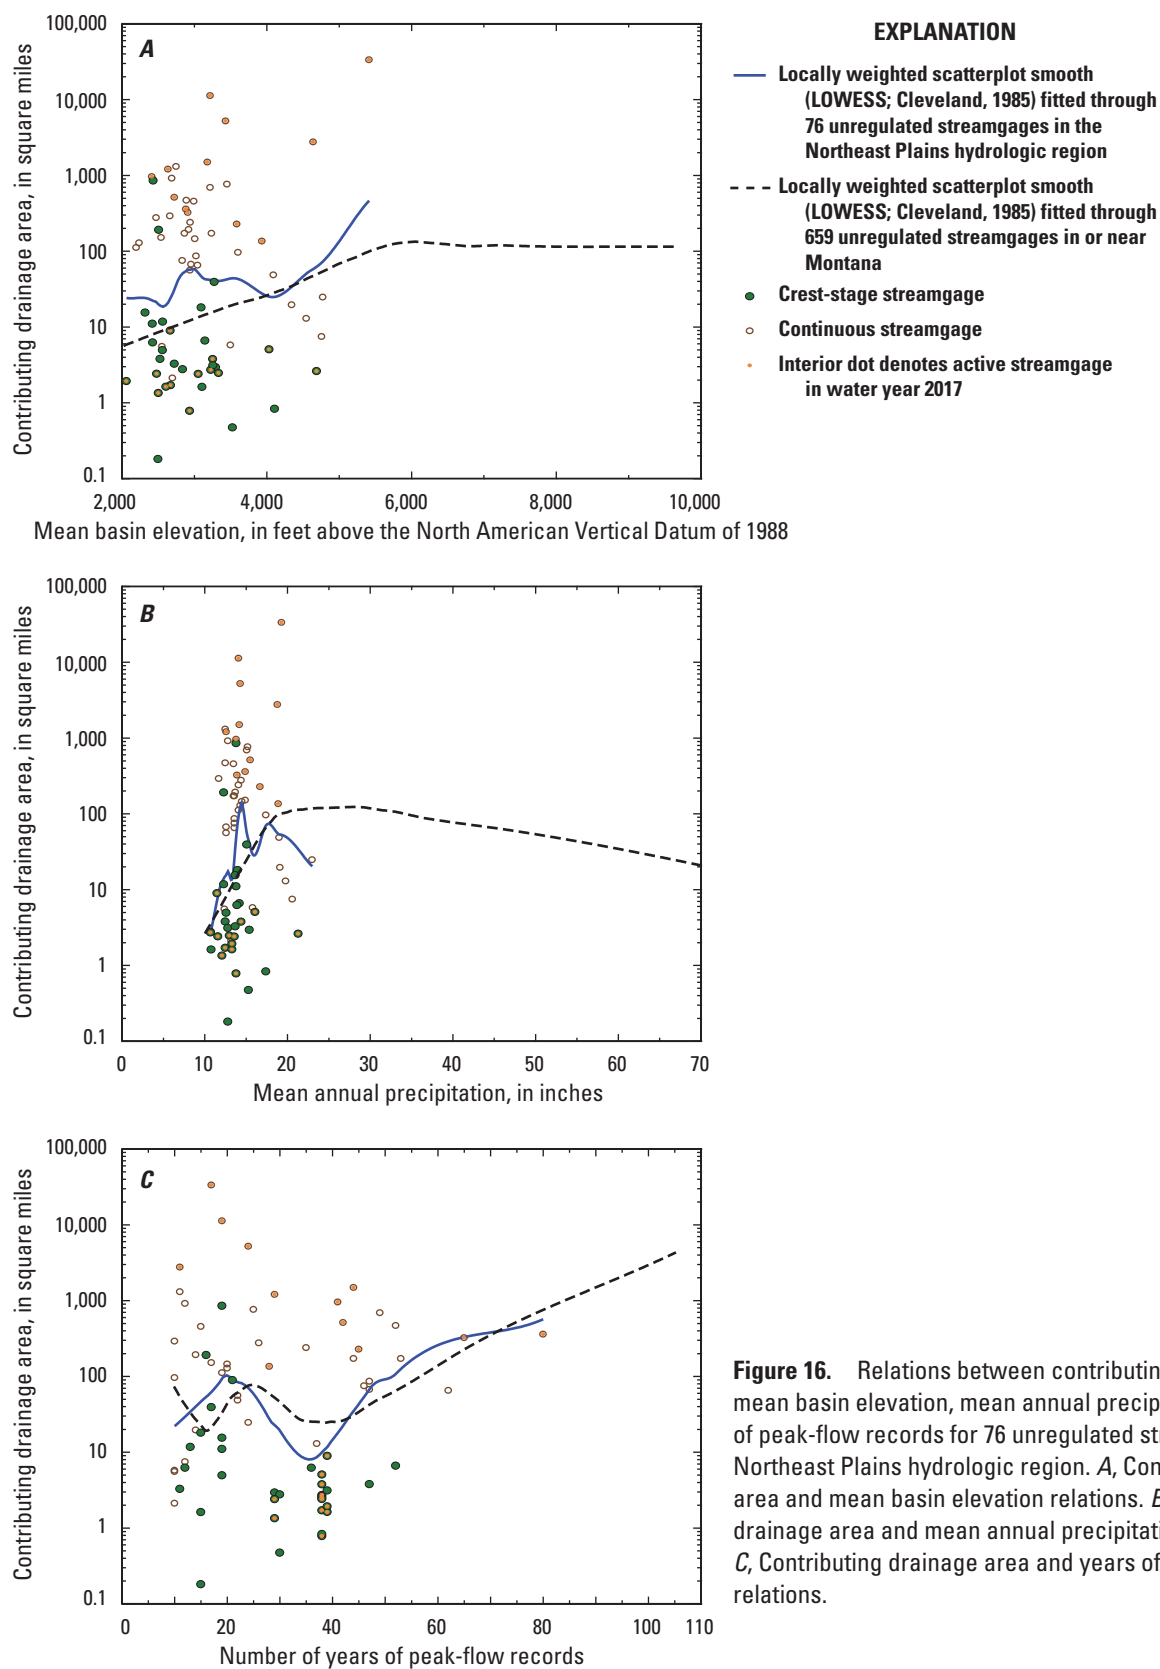 100,000
10,000
1,000
100
10
1
0.1
Contributing drainage area, in square miles
A
2,000 4,000 6,000 8,000 10,000
Mean basin elevation, in feet above the North American Vertical Datum of 1988
EXPLANATION
Locally weighted scatterplot smooth
(LOWESS; Cleveland, 1985) fitted through
76 unregulated streamgages in the
Northeast Plains hydrologic region
Locally weighted scatterplot smooth
(LOWESS; Cleveland, 1985) fitted through
659 unregulated streamgages in or near
Montana
Crest-stage streamgage
Continuous streamgage
Interior dot denotes active streamgage
in water year 2017
100,000
10,000
1,000
100
10
1
0.1
Contributing drainage area, in square miles
B
0 10 20 30 40 50 60 70
Mean annual precipitation, in inches
100,000
10,000
1,000
100
10
1
0.1
Contributing drainage area, in square miles
C
0 20 40 60 80 100 110
Number of years of peak-flow records
Figure 16. Relations between contributin
mean basin elevation, mean annual precip
of peak-flow records for 76 unregulated st
Northeast Plains hydrologic region. A, Con
area and mean basin elevation relations. B
drainage area and mean annual precipitati
C, Contributing drainage area and years of
relations.